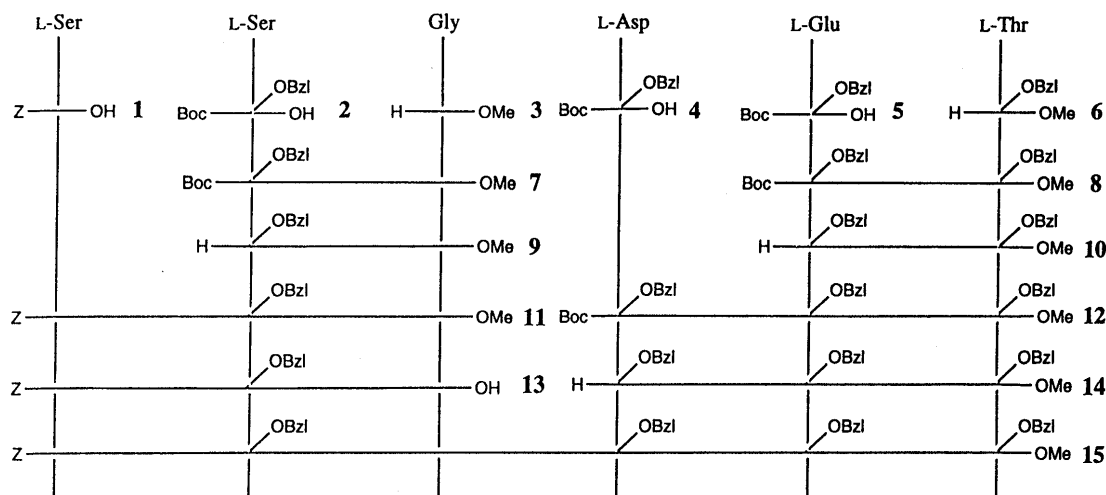 L-Ser L-Ser Gly L-Asp L-Glu L-Thr
OBzl OBzl OBzl OBzl
Z OH 1 Boc OH 2 H OMe 3 Boc OH 4 Boc OH 5 H OMe 6
OBzl OBzl OBzl
Boc OMe 7 Boc OMe 8
OBzl OBzl OBzl
H OMe 9 H OMe 10
OBzl OBzl OBzl OBzl
Z OMe 11 Boc OMe 12
OBzl OBzl OBzl OBzl
Z OH 13 H OMe 14
OBzl OBzl OBzl OBzl
Z OMe 15